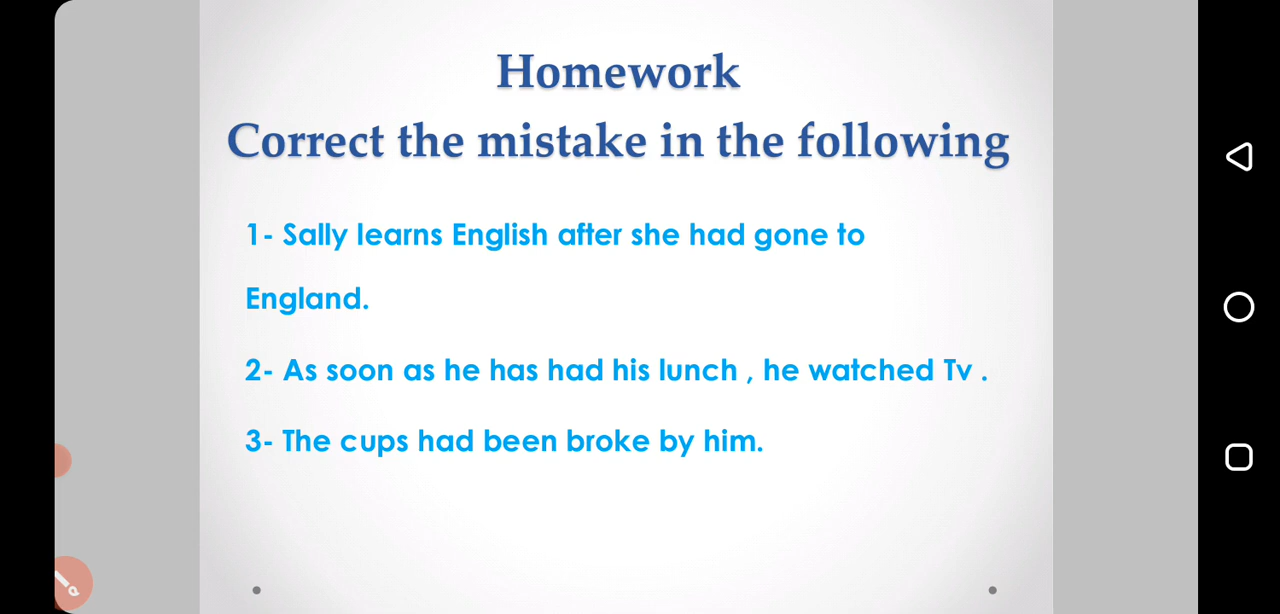 Homework
Correct the mistake in the following
1- Sally learns English after she had gone to
England.
2- As soon as he has had his lunch , he watched Tv .
3- The cups had been broke by him.